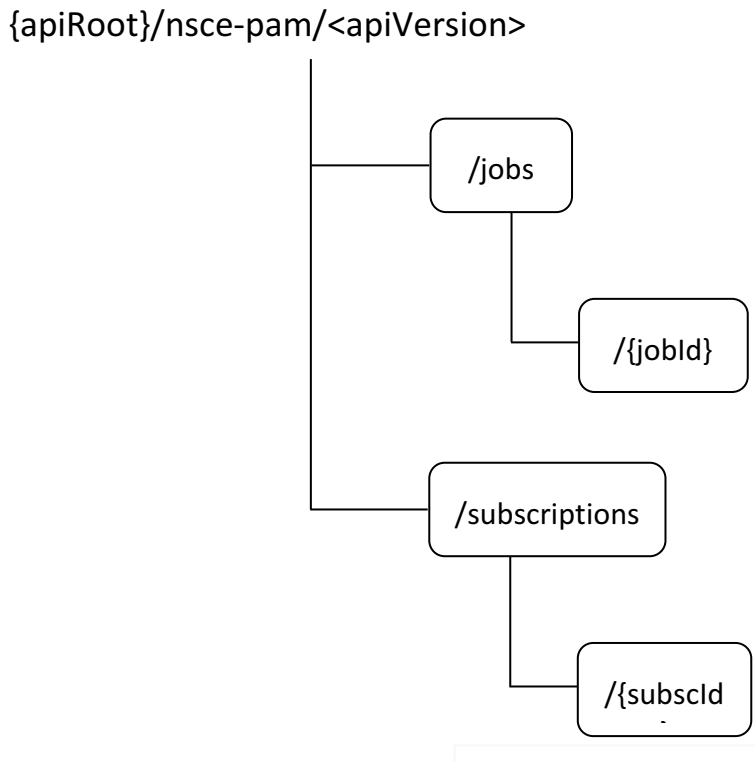 {apiRoot}/nsce-pam/<apiVersion>
/jobs
/{jobId}
/subscriptions
/{subscId